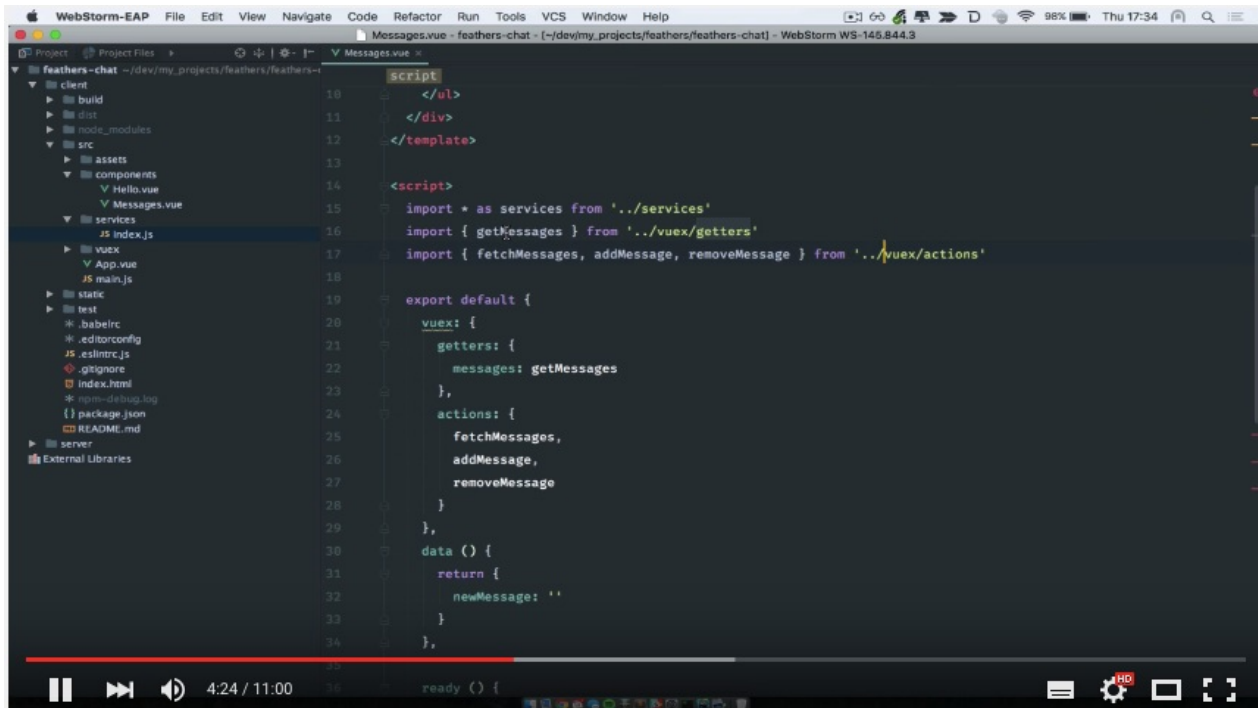 WebStorm-EAP File Edit View Navigate Code Refactor Run Tools VCS Window Help 98% Thu 17:34
Messages.vue - feathers-chat - [~/dev/my_projects/feathers/feathers-chat] - WebStorm WS-145.844.3
Project Project Files Messages.vue
feathers-chat ~/dev/my_projects/feathers/feathers-
client
build
dist
node_modules
src
assets
components
Hello.vue
Messages.vue
services
index.js
vuex
App.vue
main.js
static
test
.babelrc
.editorconfig
.eslintrc.js
.gitignore
index.html
npm-debug.log
package.json
README.md
server
External Libraries
script
10 </ul>
11 </div>
12 </template>
13
14 <script>
15 import * as services from '../services'
16 import { getMessages } from '../vuex/getters'
17 import { fetchMessages, addMessage, removeMessage } from '../vuex/actions'
18
19 export default {
20 vuex: {
21 getters: {
22 messages: getMessages
23 },
24 actions: {
25 fetchMessages,
26 addMessage,
27 removeMessage
28 }
29 },
30 data () {
31 return {
32 newMessage: ''
33 }
34 },
35
36 ready () {
4:24 / 11:00
HD